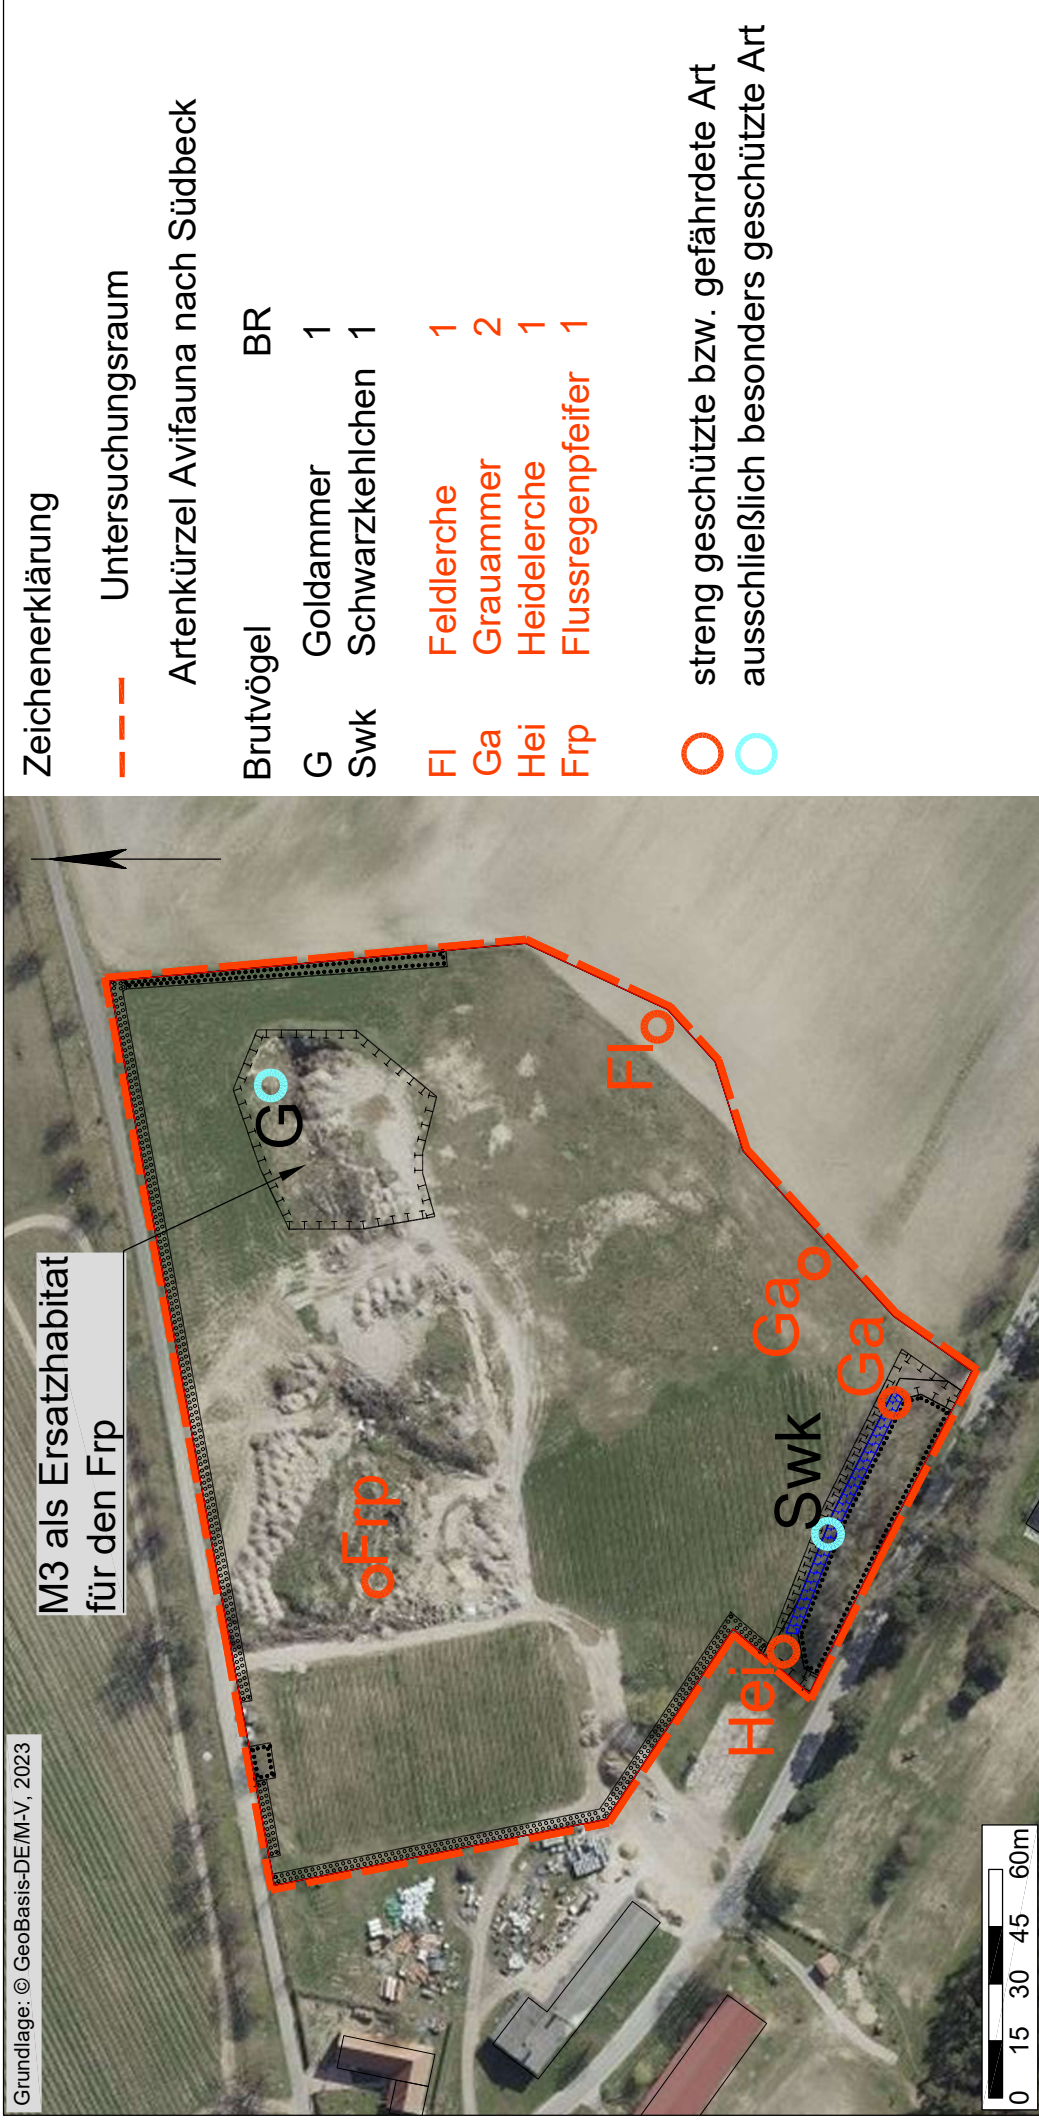 Grundlage: © GeoBasis-DE/M-V, 2023
M3 als Ersatzhabitat
für den Frp
G
Frp
Fl
Ga
Ga
Swk
Hei
0 15 30 45 60m
Zeichenerklärung
Untersuchungsraum
Artenkürzel Avifauna nach Südbeck
Brutvögel BR
G Goldammer 1
Swk Schwarzkehlchen 1
Fl Feldlerche 1
Ga Grauammer 2
Hei Heidelerche 1
Frp Flussregenpfeifer 1
streng geschützte bzw. gefährdete Art
ausschließlich besonders geschützte Art